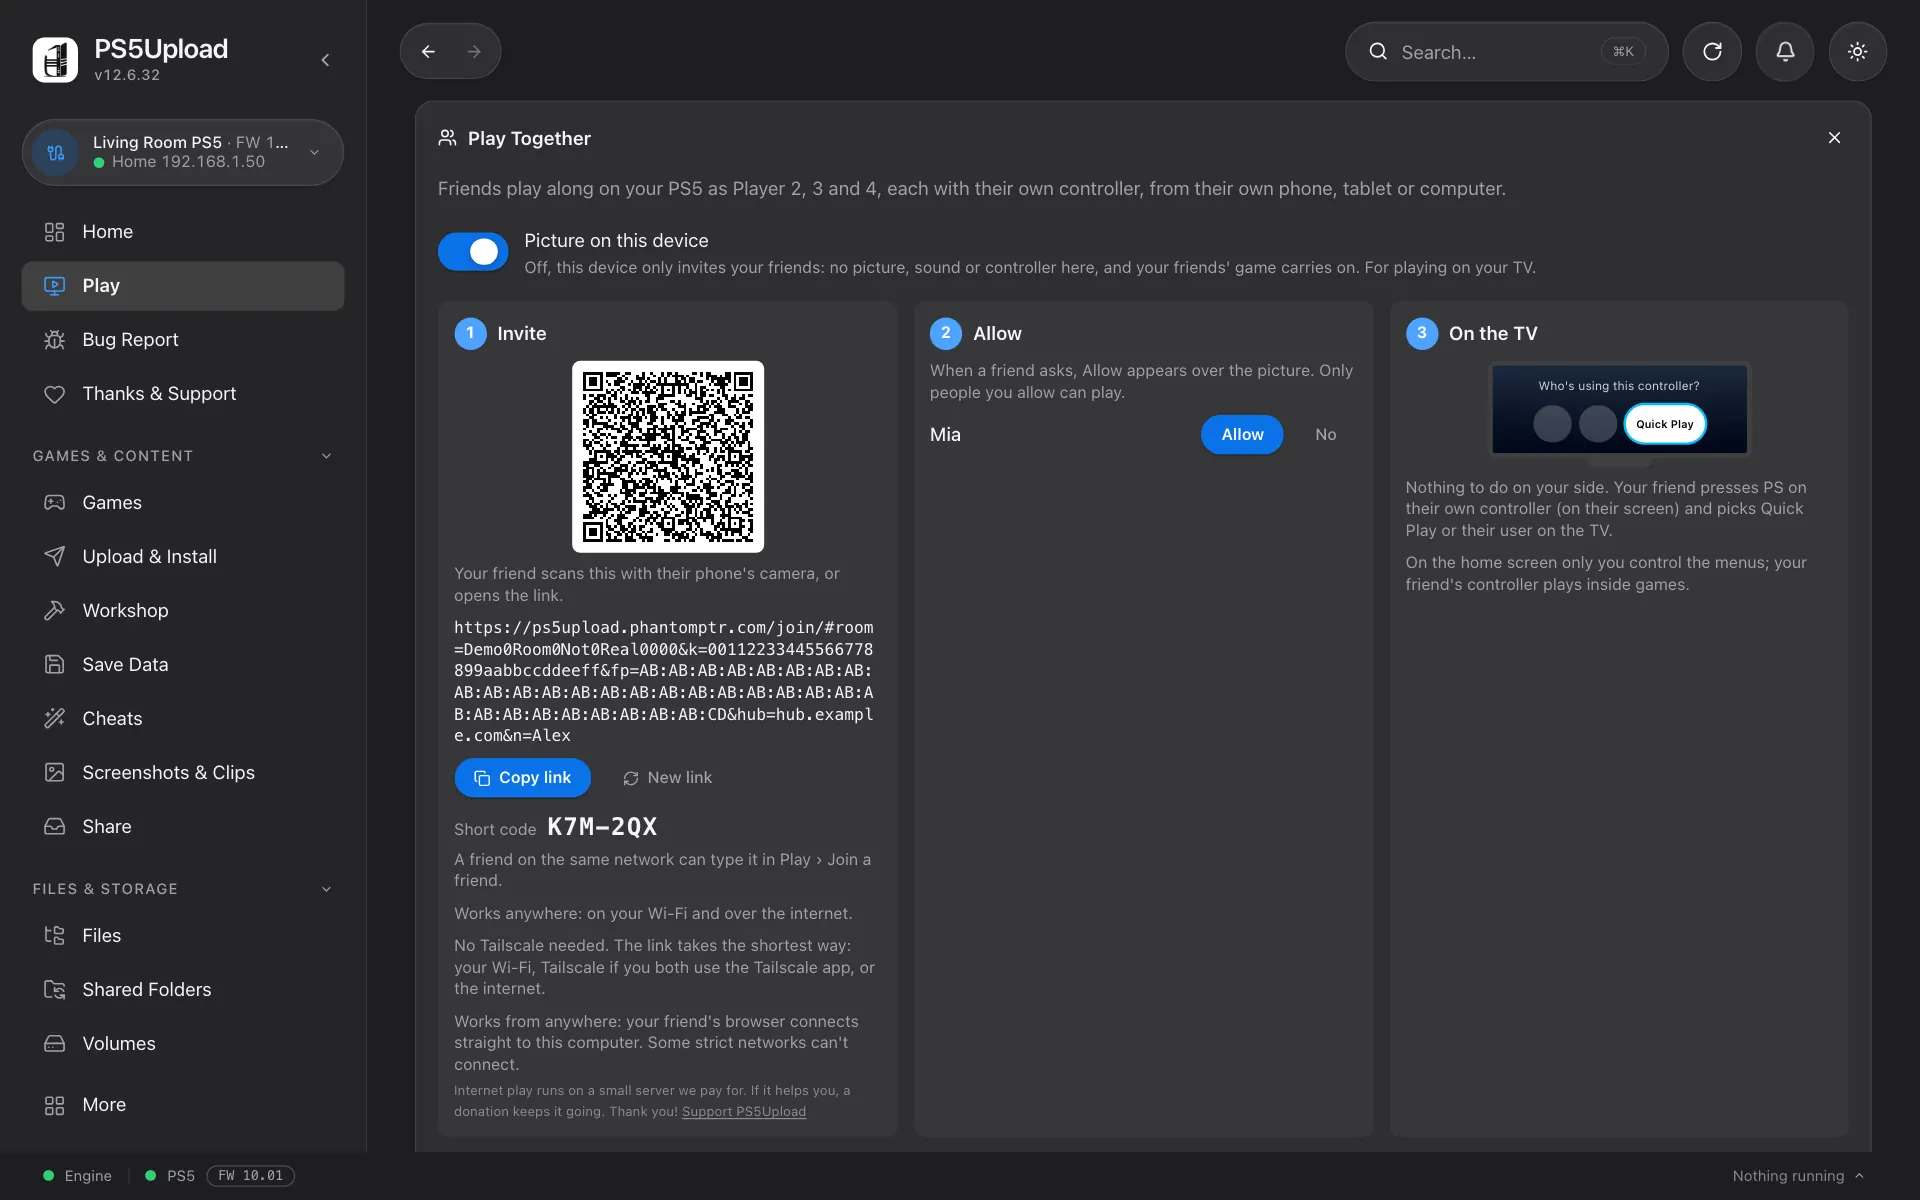 PS5Upload
v12.6.32
Living Room PS5 · FW 1...
Home 192.168.1.50
Home
Play
Bug Report
Thanks & Support
GAMES & CONTENT
Games
Upload & Install
Workshop
Save Data
Cheats
Screenshots & Clips
Share
FILES & STORAGE
Files
Shared Folders
Volumes
More
Search...
⌘K
Play Together
Friends play along on your PS5 as Player 2, 3 and 4, each with their own controller, from their own phone, tablet or computer.
Picture on this device
Off, this device only invites your friends: no picture, sound or controller here, and your friends' game carries on. For playing on your TV.
1 Invite
Your friend scans this with their phone's camera, or
opens the link.
https://ps5upload.phantomptr.com/join/#room
=Demo0Room0Not0Real0000&k=00112233445566778
899aabbccddeeff&fp=AB:AB:AB:AB:AB:AB:AB:AB:
AB:AB:AB:AB:AB:AB:AB:AB:AB:AB:AB:AB:AB:AB:A
B:AB:AB:AB:AB:AB:AB:AB:AB:CD&hub=hub.exampl
e.com&n=Alex
Copy link
New link
Short code K7M-2QX
A friend on the same network can type it in Play › Join a
friend.
Works anywhere: on your Wi-Fi and over the internet.
No Tailscale needed. The link takes the shortest way:
your Wi-Fi, Tailscale if you both use the Tailscale app, or
the internet.
Works from anywhere: your friend's browser connects
straight to this computer. Some strict networks can't
connect.
Internet play runs on a small server we pay for. If it helps you, a
donation keeps it going. Thank you! Support PS5Upload
2 Allow
When a friend asks, Allow appears over the picture. Only
people you allow can play.
Mia
Allow
No
3 On the TV
Who's using this controller?
Quick Play
Nothing to do on your side. Your friend presses PS on
their own controller (on their screen) and picks Quick
Play or their user on the TV.
On the home screen only you control the menus; your
friend's controller plays inside games.
Engine
PS5
FW 10.01
Nothing running